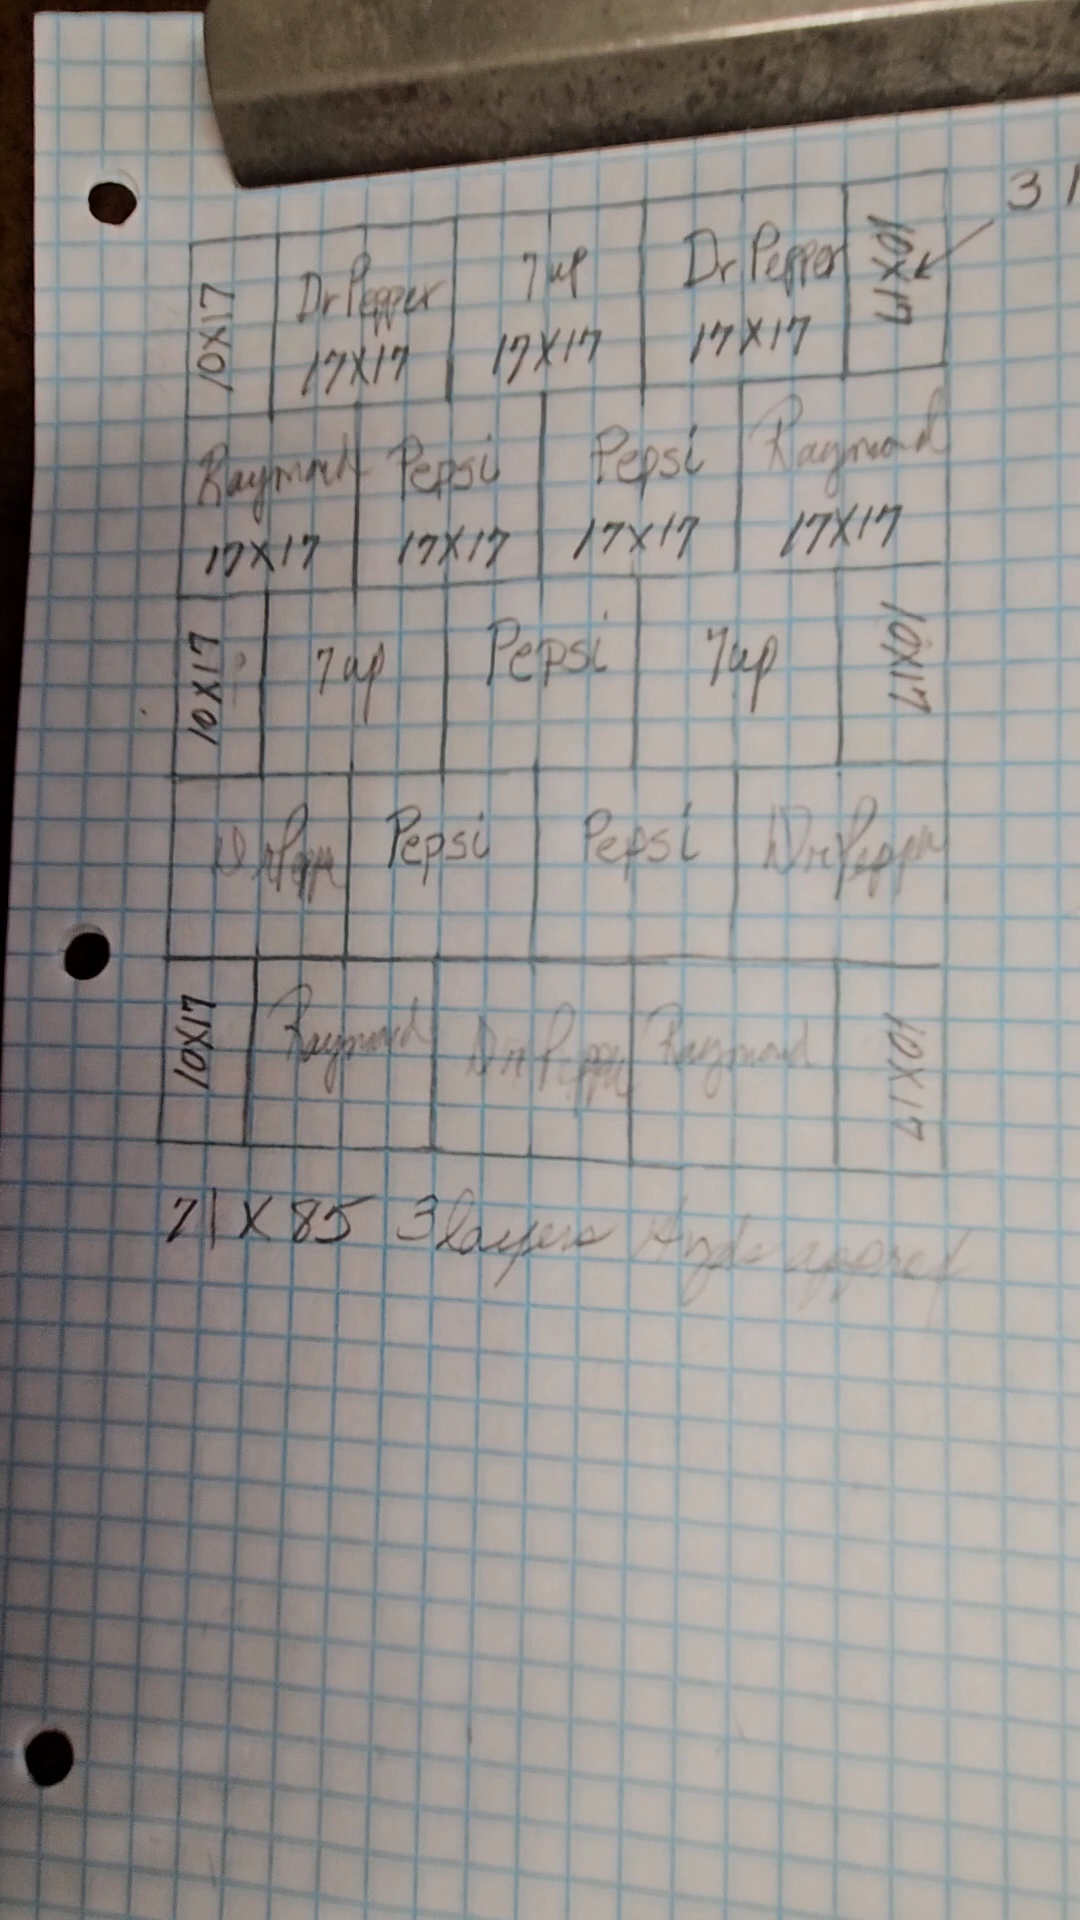 31
10X17 Dr Pepper 7up Dr Pepper 10X17
17X17 17X17 17X17
Raymond Pepsi Pepsi Raymond
17X17 17X17 17X17 17X17
10X17 7up Pepsi 7up 10X17
Dr Pepper Pepsi Pepsi Dr Pepper
10X17 Raymond Dr Pepper Raymond 10X17
71 X 85 3 layers